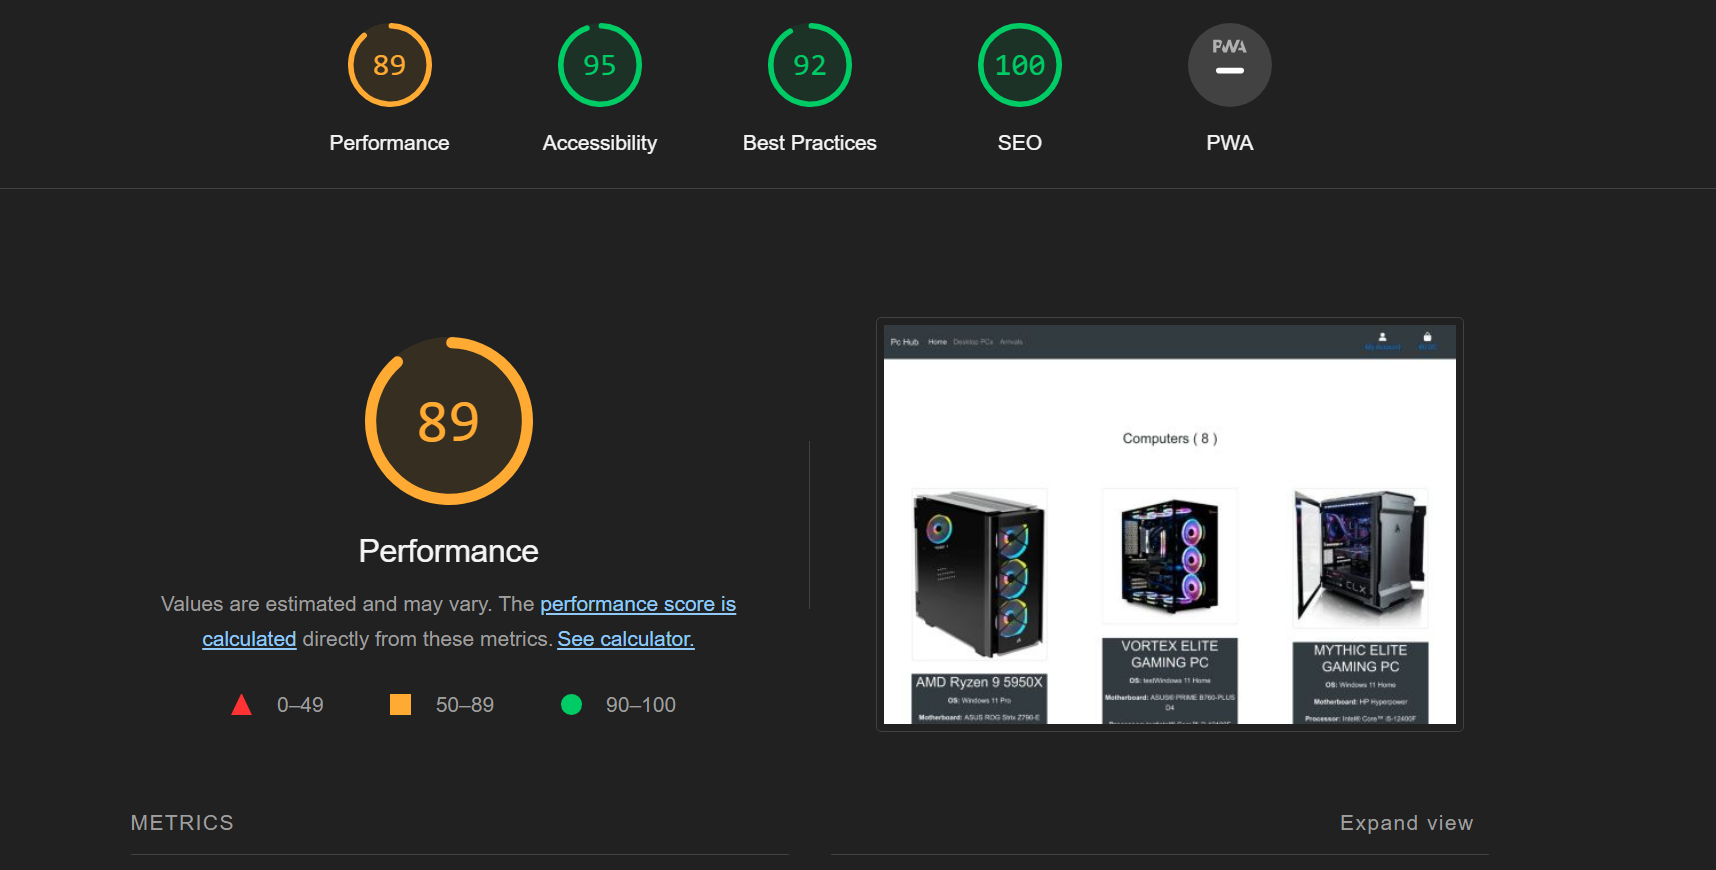 89
95
92
100
PWA
Performance
Accessibility
Best Practices
SEO
PWA
89
Performance
Values are estimated and may vary. The performance score is
calculated directly from these metrics. See calculator.
0–49
50–89
90–100
Pc Hub Home Desktop PCs Arrivals
My Account
Computers ( 8 )
CLX
AMD Ryzen 9 5950X
OS: Windows 11 Pro
Motherboard: ASUS ROG Strix Z790-E
VORTEX ELITE
GAMING PC
OS: testWindows 11 Home
Motherboard: ASUS® PRIME B760-PLUS
D4
MYTHIC ELITE
GAMING PC
OS: Windows 11 Home
Motherboard: HP Hyperpower
Processor: Intel® Core™ i5-12400F
METRICS
Expand view